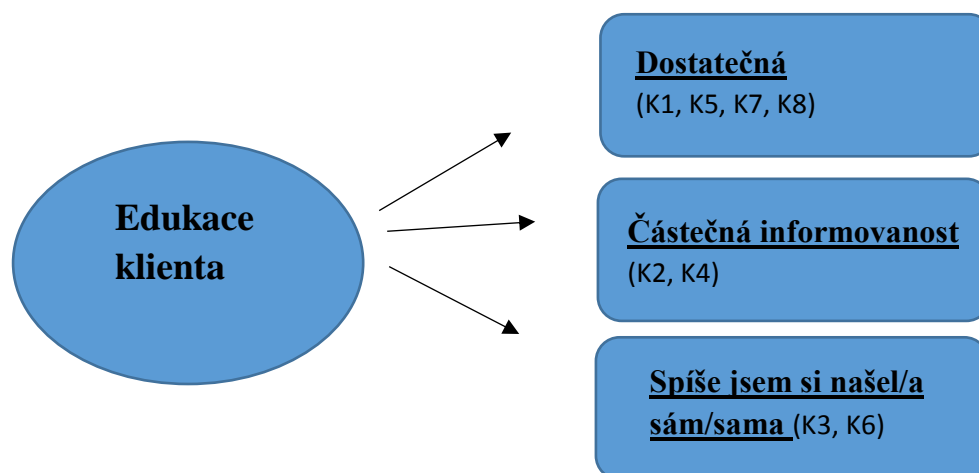 Edukace
klienta
Dostatečná
(K1, K5, K7, K8)
Částečná informovanost
(K2, K4)
Spíše jsem si našel/a
sám/sama (K3, K6)